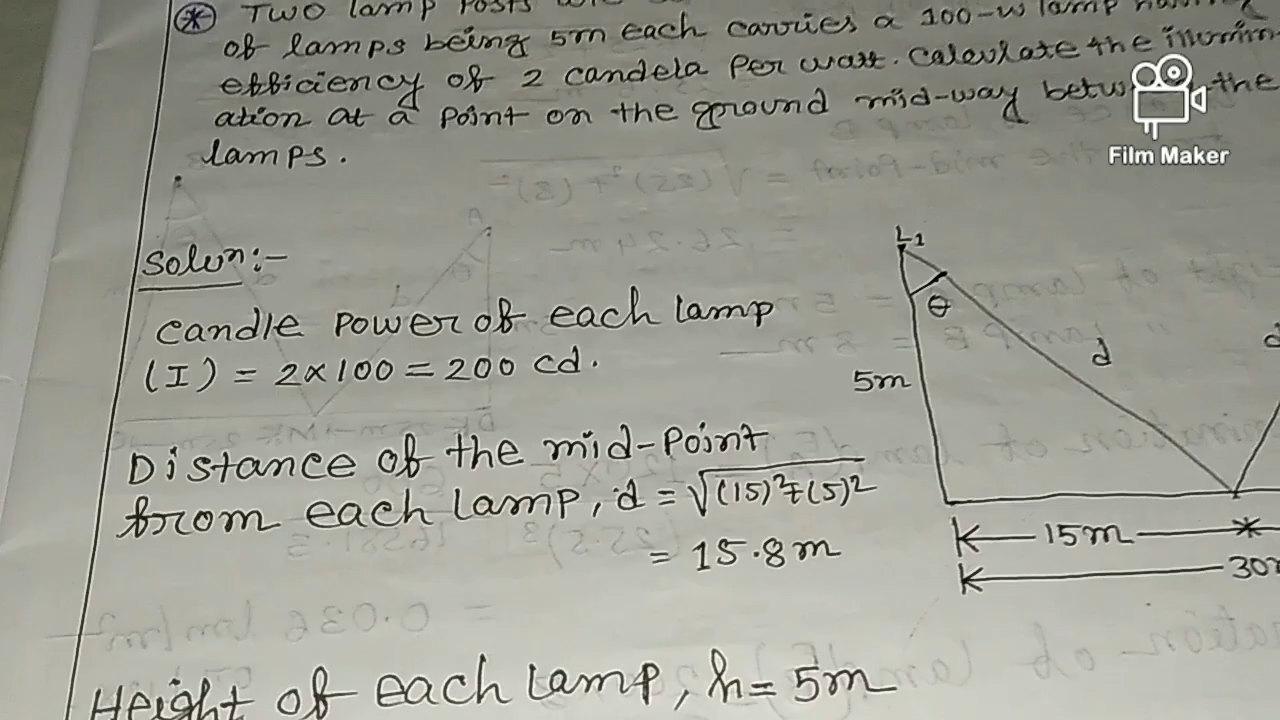 * Two lamp Posts
of lamps being 5m each carries a 100-W lamp
efficiency of 2 candela Per watt. Calculate the illumin
ation at a Point on the ground mid-way the
lamps.
Film Maker
Solun:-
candle Power of each lamp
(I) = 2×100 = 200 cd.
Distance of the mid-Point
from each lamp, d = √(15)²+(5)²
= 15.8m
Height of each lamp, h = 5m
L1
θ
d
5m
15m
30